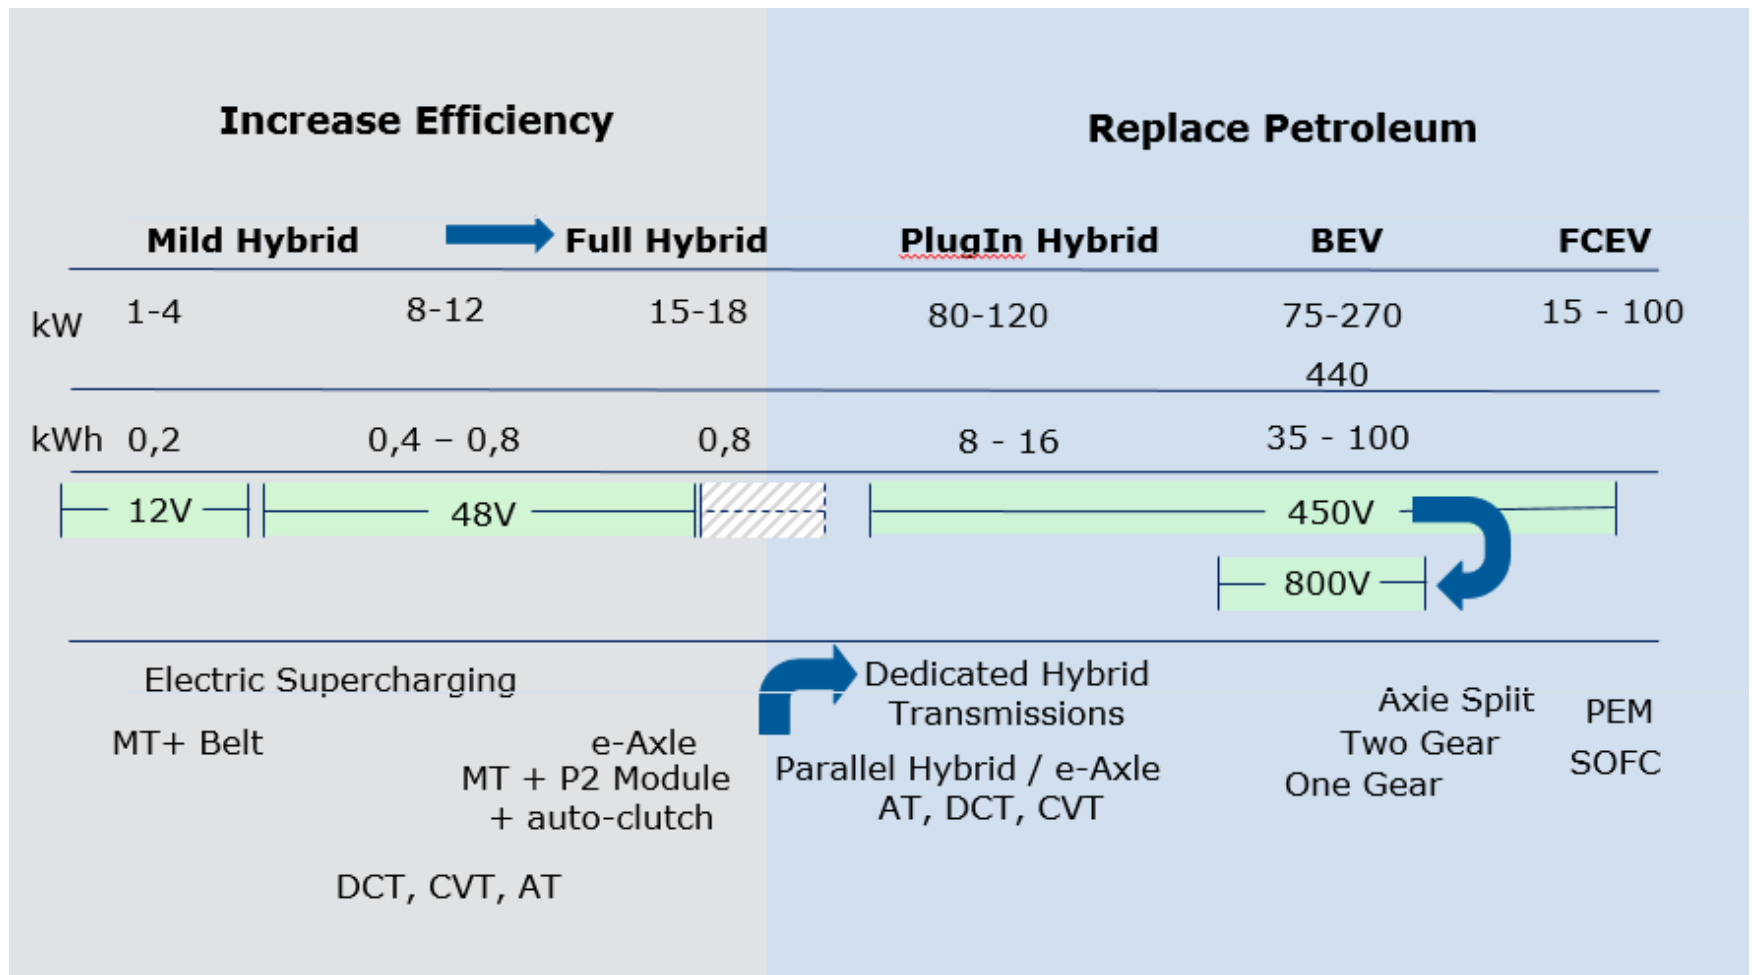 Increase Efficiency
Replace Petroleum
Mild Hybrid Full Hybrid PlugIn Hybrid BEV FCEV
kW 1-4 8-12 15-18 80-120 75-270 15 - 100
440
kWh 0,2 0,4 – 0,8 0,8 8 - 16 35 - 100
12V 48V 450V
800V
Electric Supercharging
MT+ Belt
e-Axle
MT + P2 Module
+ auto-clutch
DCT, CVT, AT
Dedicated Hybrid
Transmissions
Parallel Hybrid / e-Axle
AT, DCT, CVT
Axie Split
Two Gear
One Gear
PEM
SOFC